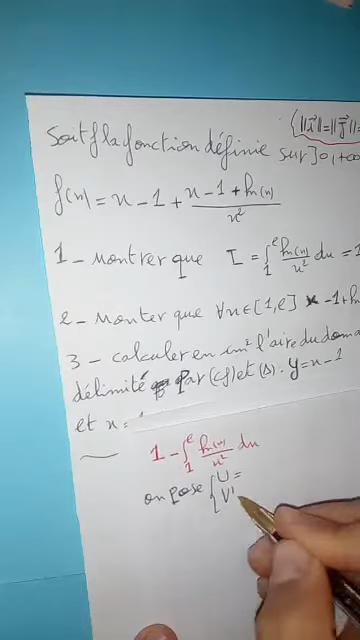 {||i⃗||=||j⃗||=
Soit f la fonction définie sur ]0,+∞
f(x) = x - 1 + (x - 1 + ln(x))/x²
1 - montrer que I = ∫₁ᵉ ln(x)/x² dx = 1
2 - Monter que ∀x∈[1,e] x -1+ln
3 - calculer en cm² l'aire du doma
délimité par (Cf) et (Δ). y = x - 1
et x =
1 - ∫₁ᵉ ln(x)/x² dx
on pose { U =
V'